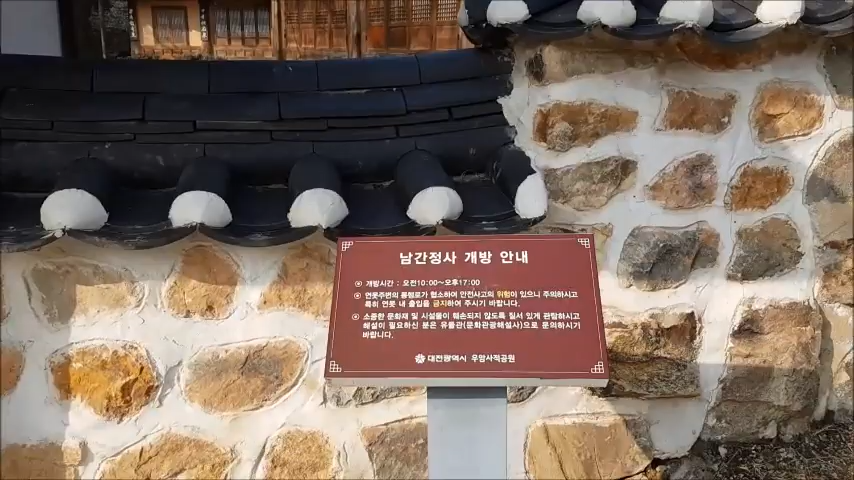 남간정사 개방 안내
⊙ 개방시간 : 오전10:00~오후17:00
⊙ 연못주변의 통행로가 협소하여 안전사고의 위험이 있으니 주의하시고
특히 연못 내 출입을 금지하여 주시기 바랍니다.
⊙ 소중한 문화재 및 시설물이 훼손되지 않도록 질서 있게 관람하시고
해설이 필요하신 분은 유물관(문화관광해설사)으로 문의하시기
바랍니다.
대전광역시 우암사적공원